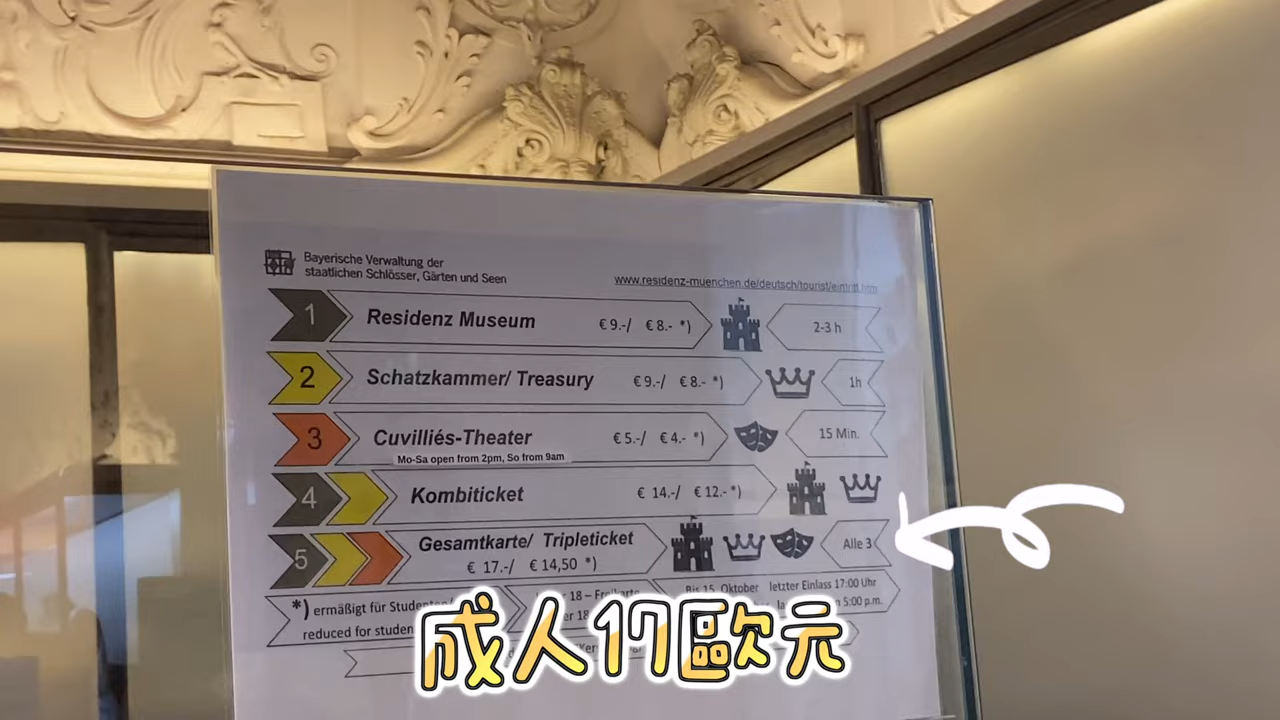 Bayerische Verwaltung der
staatlichen Schlösser, Gärten und Seen
www.residenz-muenchen.de/deutsch/tourist/eintritt.htm
1 Residenz Museum € 9.-/ € 8.- *) 2-3 h
2 Schatzkammer/ Treasury € 9.-/ € 8.- *) 1h
3 Cuvilliés-Theater € 5.-/ € 4.- *) 15 Min.
Mo-Sa open from 2pm, So from 9am
4 Kombiticket € 14.-/ € 12.- *)
5 Gesamtkarte/ Tripleticket Alle 3
€ 17.-/ € 14,50 *)
*) ermäßigt für Studenten/ 18 – Freikarte Bis 15. Oktober letzter Einlass 17:00 Uhr
reduced for 18 5:00 p.m.
成人17歐元